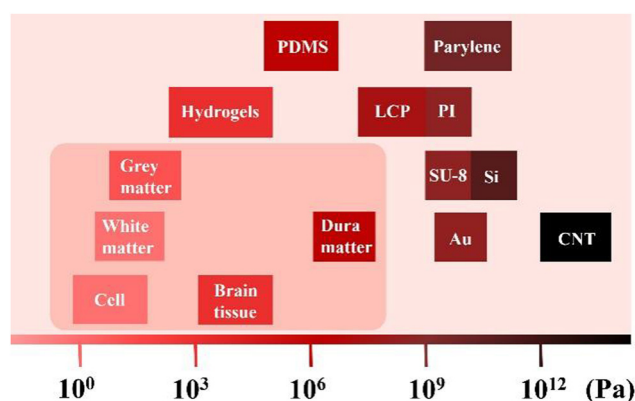 PDMS
Parylene
Hydrogels
LCP
PI
Grey
matter
SU-8
Si
White
matter
Dura
matter
Au
CNT
Cell
Brain
tissue
10⁰
10³
10⁶
10⁹
10¹²
(Pa)